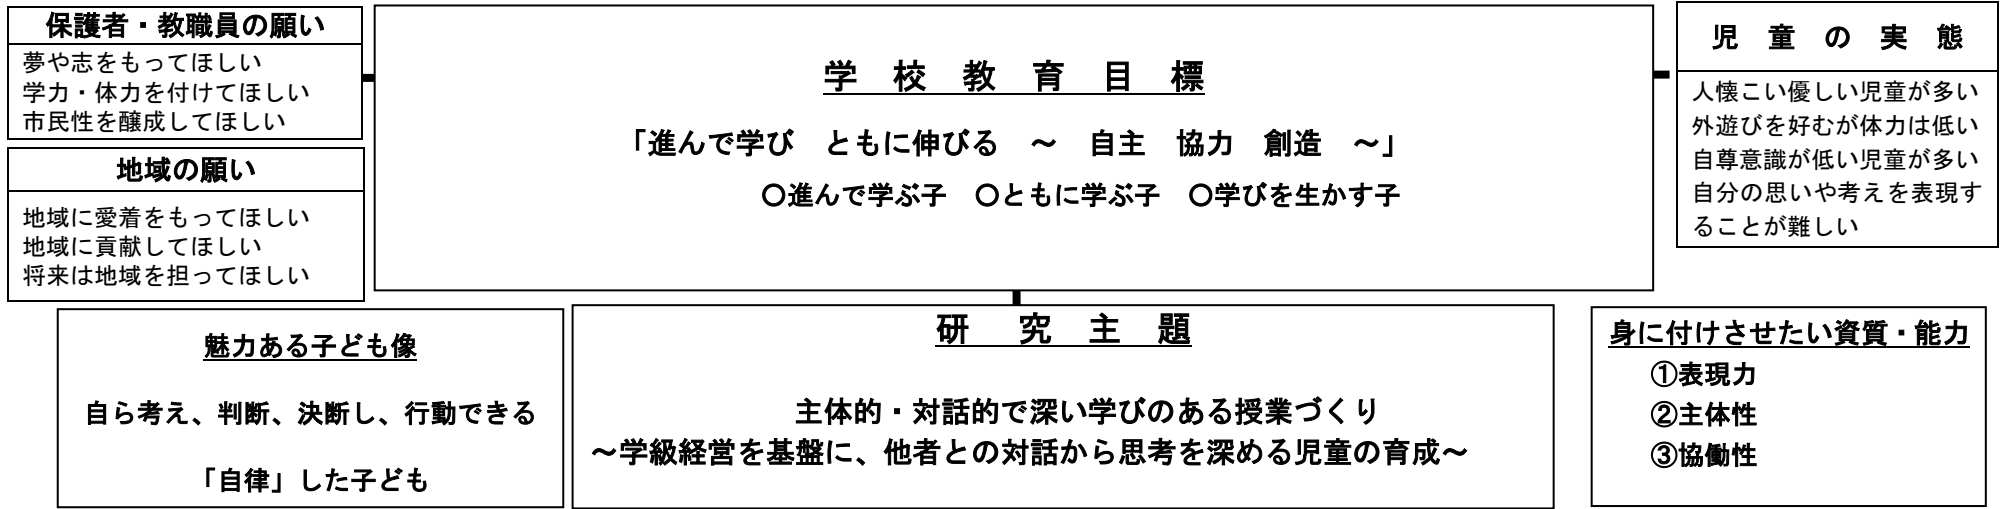 保護者・教職員の願い
夢や志をもってほしい
学力・体力を付けてほしい
市民性を醸成してほしい
地域の願い
地域に愛着をもってほしい
地域に貢献してほしい
将来は地域を担ってほしい
学　校　教　育　目　標
「進んで学び　ともに伸びる　～　自主　協力　創造　～」
○進んで学ぶ子　○ともに学ぶ子　○学びを生かす子
児　童　の　実　態
人懐こい優しい児童が多い
外遊びを好むが体力は低い
自尊意識が低い児童が多い
自分の思いや考えを表現す
ることが難しい
魅力ある子ども像
自ら考え、判断、決断し、行動できる
「自律」した子ども
研　究　主　題
主体的・対話的で深い学びのある授業づくり
～学級経営を基盤に、他者との対話から思考を深める児童の育成～
身に付けさせたい資質・能力
①表現力
②主体性
③協働性